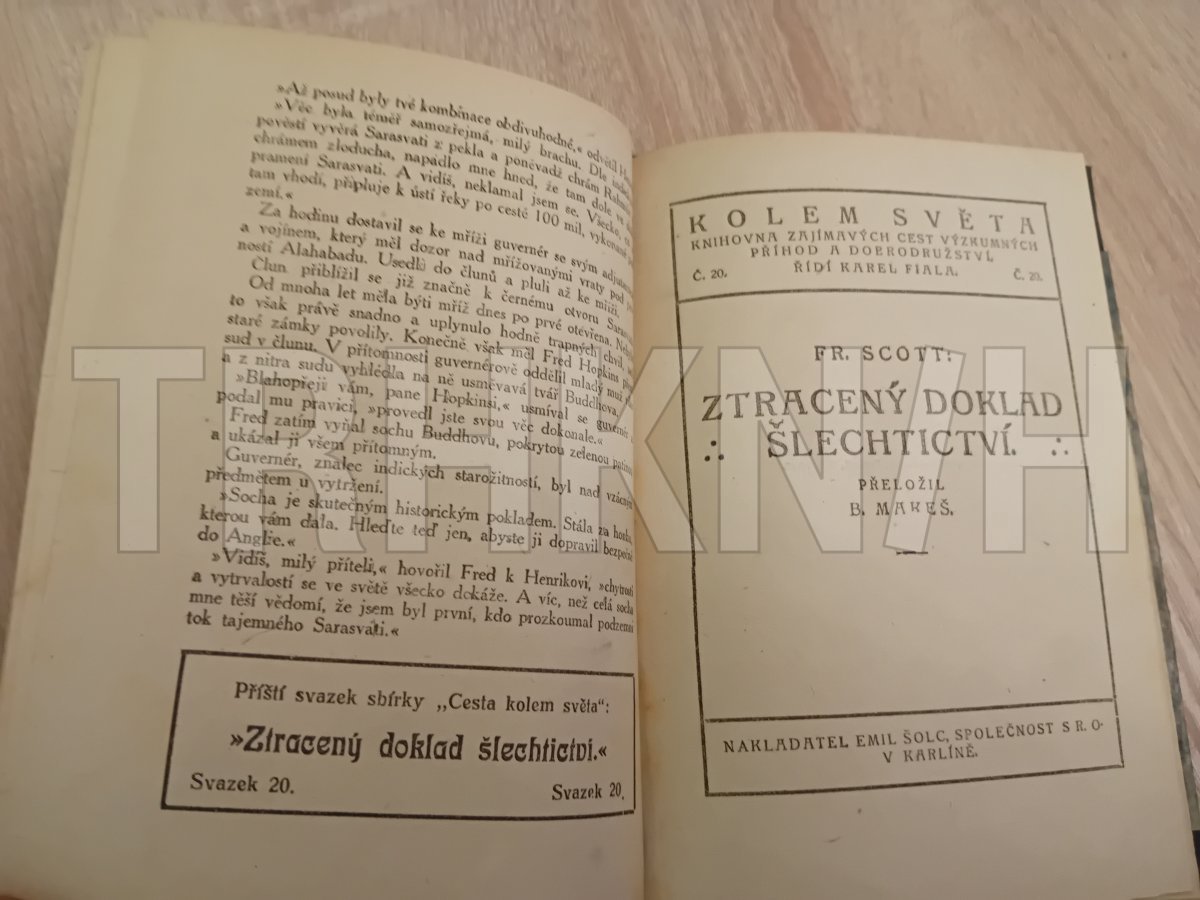 »Až posud byly tvé kombinace obdivuhodné,« odvětil
»Věc byla téměř samozřejmá, milý brachu. Dle
pověstí vyvěrá Sarasvati z pekla a poněvadž chrám
chrámem zloducha, napadlo mne hned, že tam dole ve
pramení Sarasvati. A vidíš, neklamal jsem se. Všecko, co
tam vhodí, připluje k ústí řeky po cestě 100 mil, vykonané
zemí.«
Za hodinu dostavil se ke mříži guvernér se svým
a vojínem, který měl dozor nad mřížovanými vraty pod
ností Alahabadu. Usedli do člunů a pluli až ke mříži.
Člun přiblížil se již značně k černému otvoru
Od mnoha let měla býti mříž dnes po prvé otevřena.
to však právě snadno a uplynulo hodně trapných chvil,
staré zámky povolily. Konečně však měl Fred Hopkins
sud v člunu. V přítomnosti guvernérově oddělil mladý muž
a z nitra sudu vyhlédla na ně usměvavá tvář Buddhova.
»Blahopřeji vám, pane Hopkinsi,« usmíval se guvernér a
podal mu pravici, »provedl jste svou věc dokonale.«
Fred zatím vyňal sochu Buddhovu, pokrytou zelenou
a ukázal ji všem přítomným.
Guvernér, znalec indických starožitností, byl nad vzácným
předmětem u vytržení.
»Socha je skutečným historickým pokladem. Stála za
kterou vám dala. Hleďte teď jen, abyste ji dopravil bezpečně
do Anglie.«
»Vidíš, milý příteli,« hovořil Fred k Henrikovi, »chytrostí
a vytrvalostí se ve světě všecko dokáže. A víc, než celá socha
mne těší vědomí, že jsem byl první, kdo prozkoumal podzemní
tok tajemného Sarasvati.«
Příští svazek sbírky „Cesta kolem světa“:
»Ztracený doklad šlechtictví.«
Svazek 20. Svazek 20.
KOLEM SVĚTA
KNIHOVNA ZAJÍMAVÝCH CEST VÝZKUMNÝCH
PŘÍHOD A DOBRODRUŽSTVÍ.
Č. 20. ŘÍDÍ KAREL FIALA. Č. 20.
FR. SCOTT:
ZTRACENÝ DOKLAD
ŠLECHTICTVÍ.
PŘELOŽIL
B. MAKEŠ.
NAKLADATEL EMIL ŠOLC, SPOLEČNOST S R. O.
V KARLÍNĚ.
TRHKNIH